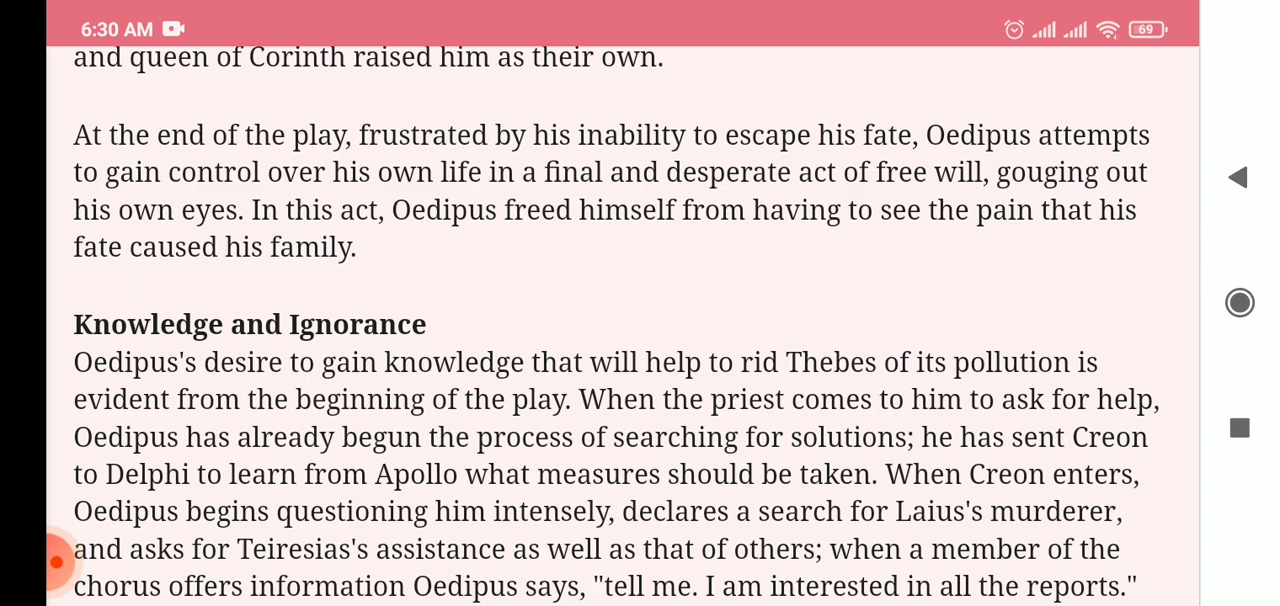 6:30 AM
69
and queen of Corinth raised him as their own.
At the end of the play, frustrated by his inability to escape his fate, Oedipus attempts
to gain control over his own life in a final and desperate act of free will, gouging out
his own eyes. In this act, Oedipus freed himself from having to see the pain that his
fate caused his family.
Knowledge and Ignorance
Oedipus's desire to gain knowledge that will help to rid Thebes of its pollution is
evident from the beginning of the play. When the priest comes to him to ask for help,
Oedipus has already begun the process of searching for solutions; he has sent Creon
to Delphi to learn from Apollo what measures should be taken. When Creon enters,
Oedipus begins questioning him intensely, declares a search for Laius's murderer,
and asks for Teiresias's assistance as well as that of others; when a member of the
chorus offers information Oedipus says, "tell me. I am interested in all the reports."